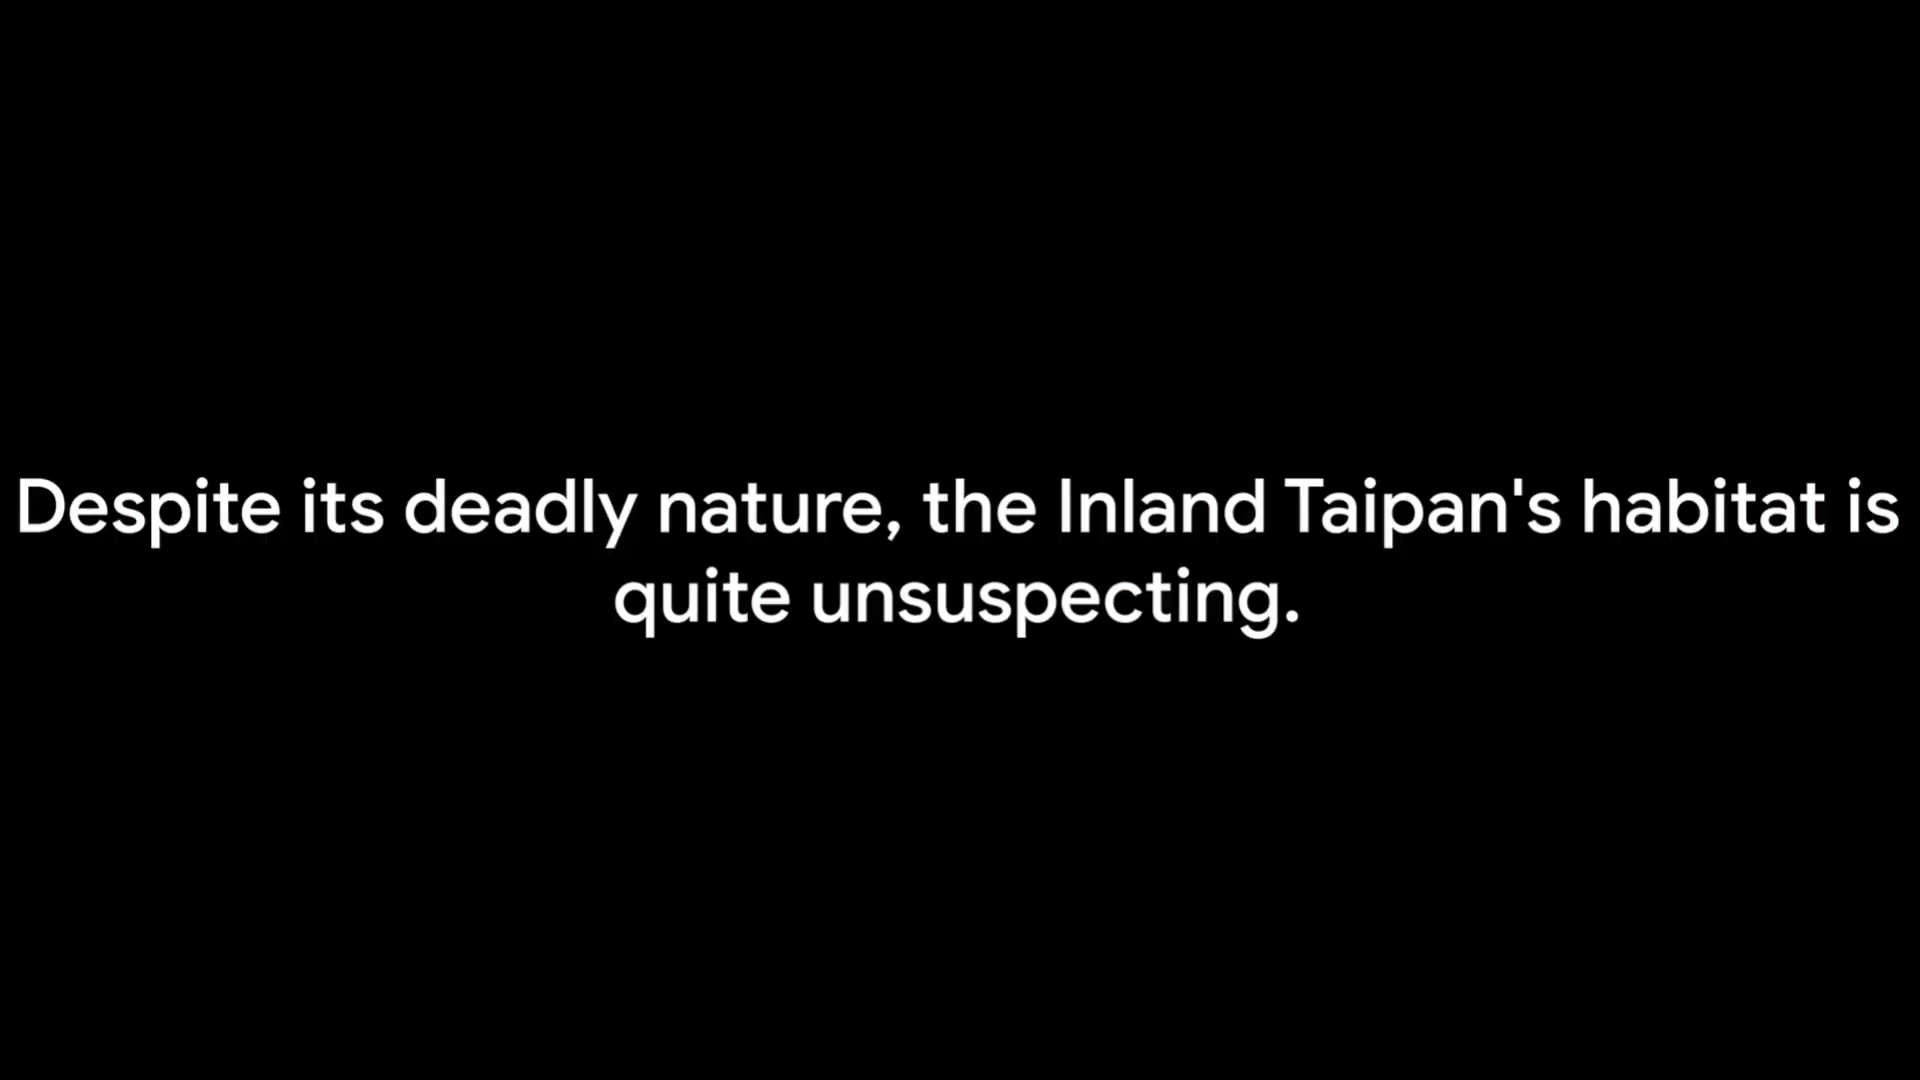 Despite its deadly nature, the Inland Taipan's habitat is
quite unsuspecting.